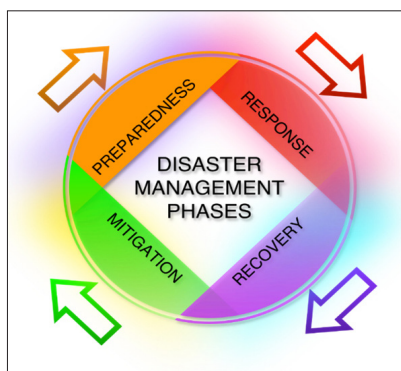 PREPAREDNESS
RESPONSE
DISASTER
MANAGEMENT
PHASES
MITIGATION
RECOVERY